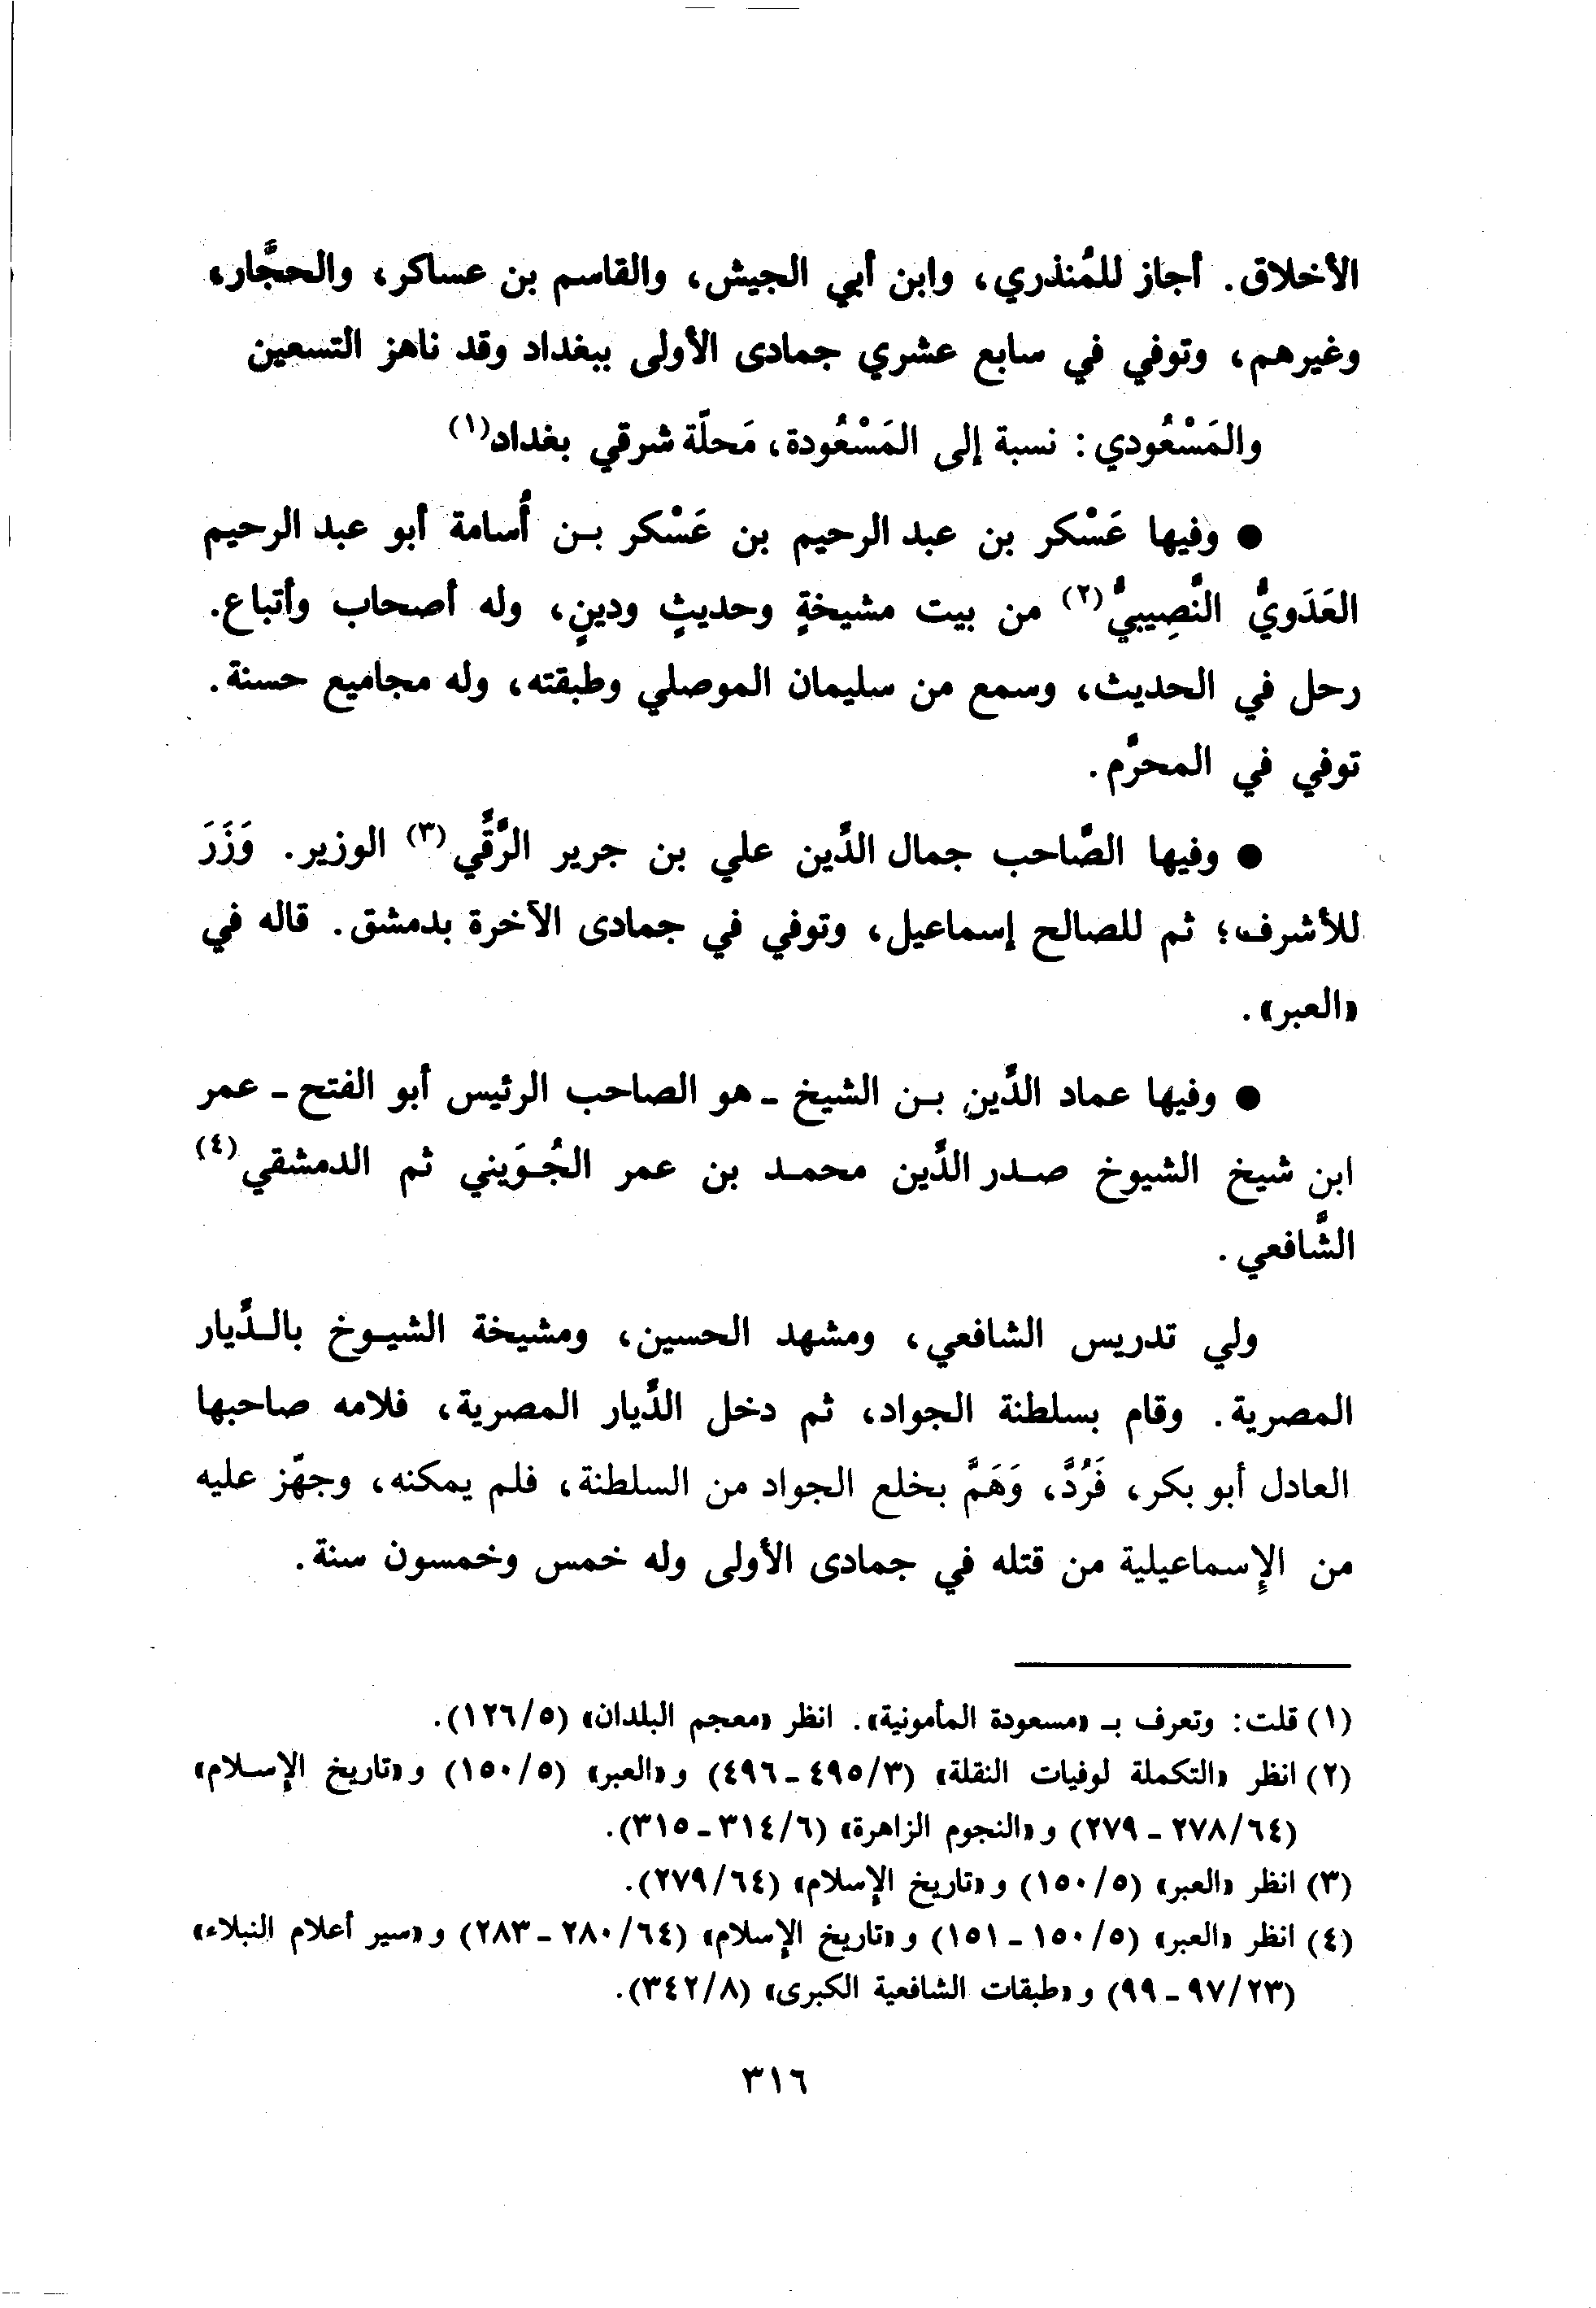 الأخلاق. أجاز للمُنذري، وابن أبي الجيش، والقاسم بن عساكر، والحجَّار،
وغيرهم، وتوفي في سابع عشري جمادى الأولى ببغداد وقد ناهز التسعين
والمَسْعُودي: نسبة إلى المَسْعُودة، مَحلّة شرقي بغداد(١)
● وفيها عَسْكر بن عبد الرحيم بن عَسْكر بن أُسامة أبو عبد الرحيم
العَدَويُّ النَّصِيبيُّ(٢) من بيت مشيخةٍ وحديثٍ ودينٍ، وله أصحاب وأتباع.
رحل في الحديث، وسمع من سليمان الموصلي وطبقته، وله مجاميع حسنة.
توفي في المحرَّم.
● وفيها الصَّاحب جمال الدِّين علي بن جرير الرَّقِّي(٣) الوزير. وَزَرَ
للأشرف؛ ثم للصالح إسماعيل، وتوفي في جمادى الآخرة بدمشق. قاله في
«العبر».
● وفيها عماد الدِّين بن الشيخ ـ هو الصاحب الرئيس أبو الفتح ـ عمر
ابن شيخ الشيوخ صدر الدِّين محمد بن عمر الجُوَيني ثم الدمشقي(٤)
الشَّافعي.
ولي تدريس الشافعي، ومشهد الحسين، ومشيخة الشيوخ بالدِّيار
المصرية. وقام بسلطنة الجواد، ثم دخل الدِّيار المصرية، فلامه صاحبها
العادل أبو بكر، فَرُدَّ، وَهَمَّ بخلع الجواد من السلطنة، فلم يمكنه، وجهّز عليه
من الإسماعيلية من قتله في جمادى الأولى وله خمس وخمسون سنة.
(١) قلت: وتعرف بـ «مسعودة المأمونية». انظر «معجم البلدان» (٥/١٢٦).
(٢) انظر «التكملة لوفيات النقلة» (٣/٤٩٥ ـ ٤٩٦) و«العبر» (٥/١٥٠) و«تاريخ الإسلام»
(٦٤/٢٧٨ ـ ٢٧٩) و«النجوم الزاهرة» (٦/٣١٤ ـ ٣١٥).
(٣) انظر «العبر» (٥/١٥٠) و«تاريخ الإسلام» (٦٤/٢٧٩).
(٤) انظر «العبر» (٥/١٥٠ ـ ١٥١) و«تاريخ الإسلام» (٦٤/٢٨٠ ـ ٢٨٣) و«سير أعلام النبلاء»
(٢٣/٩٧ ـ ٩٩) و«طبقات الشافعية الكبرى» (٨/٣٤٢).
٣١٦